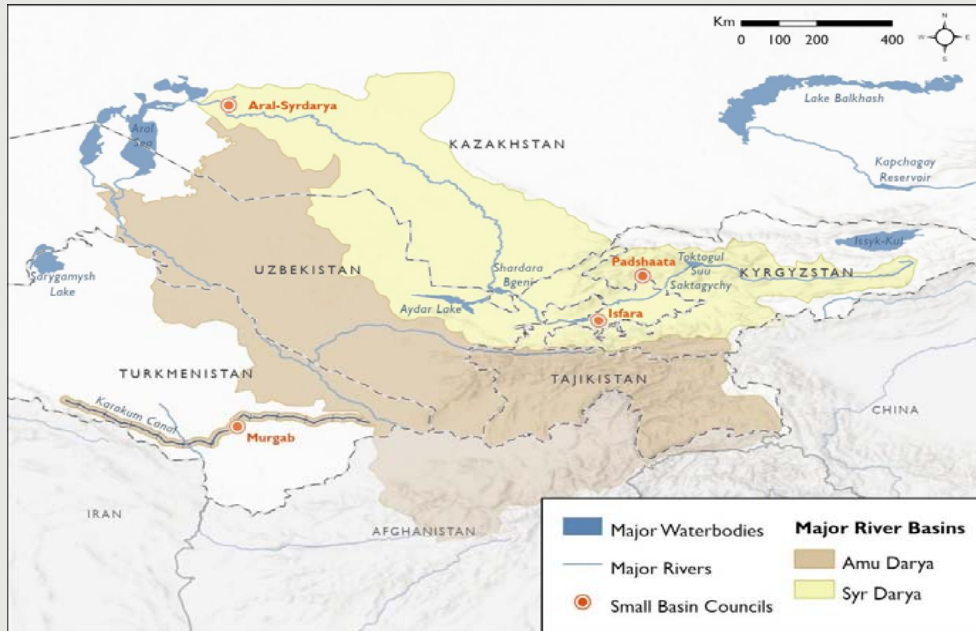 Km
0 100 200 400
N
W E
S
Aral-Syrdarya
Aral
Sea
KAZAKHSTAN
Lake Balkhash
Kapchagay
Reservoir
Issyk-Kul
Sarygamysh
Lake
UZBEKISTAN
Shardara
Bgeni
Padshaata
Toktogul
Suu
Saktagychy
KYRGYZSTAN
Aydar Lake
Isfara
TURKMENISTAN
TAJIKISTAN
Karakum Canal
Murgab
CHINA
IRAN
AFGHANISTAN
Major Waterbodies
Major Rivers
Small Basin Councils
Major River Basins
Amu Darya
Syr Darya